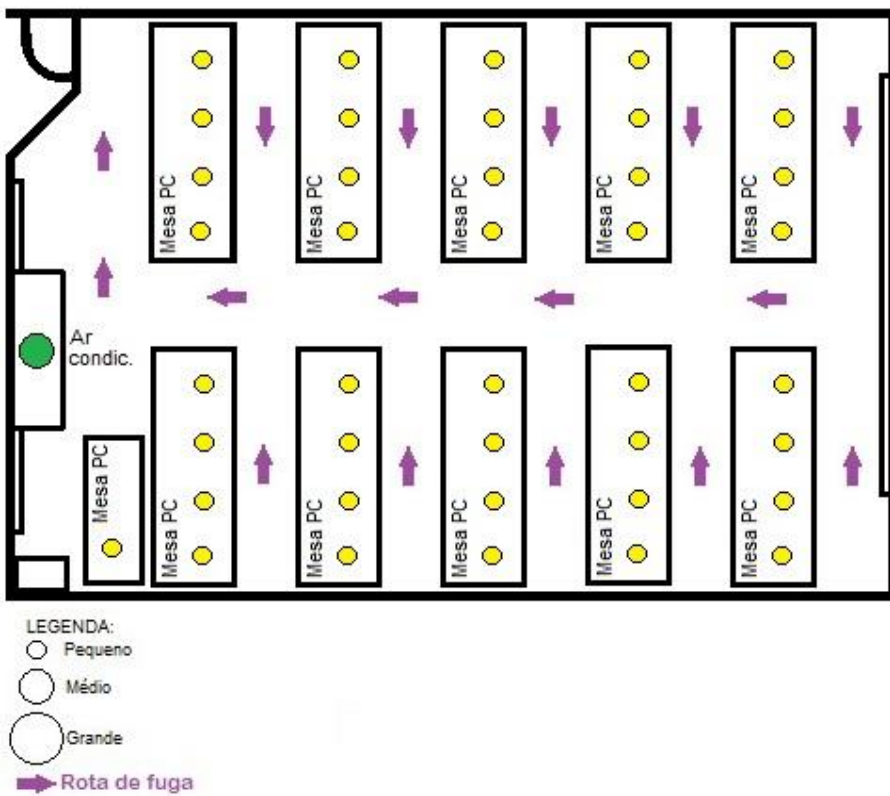 Mesa PC
Mesa PC
Mesa PC
Mesa PC
Mesa PC
Ar
condic.
Mesa PC
Mesa PC
Mesa PC
Mesa PC
Mesa PC
Mesa PC
LEGENDA:
Pequeno
Médio
Grande
Rota de fuga